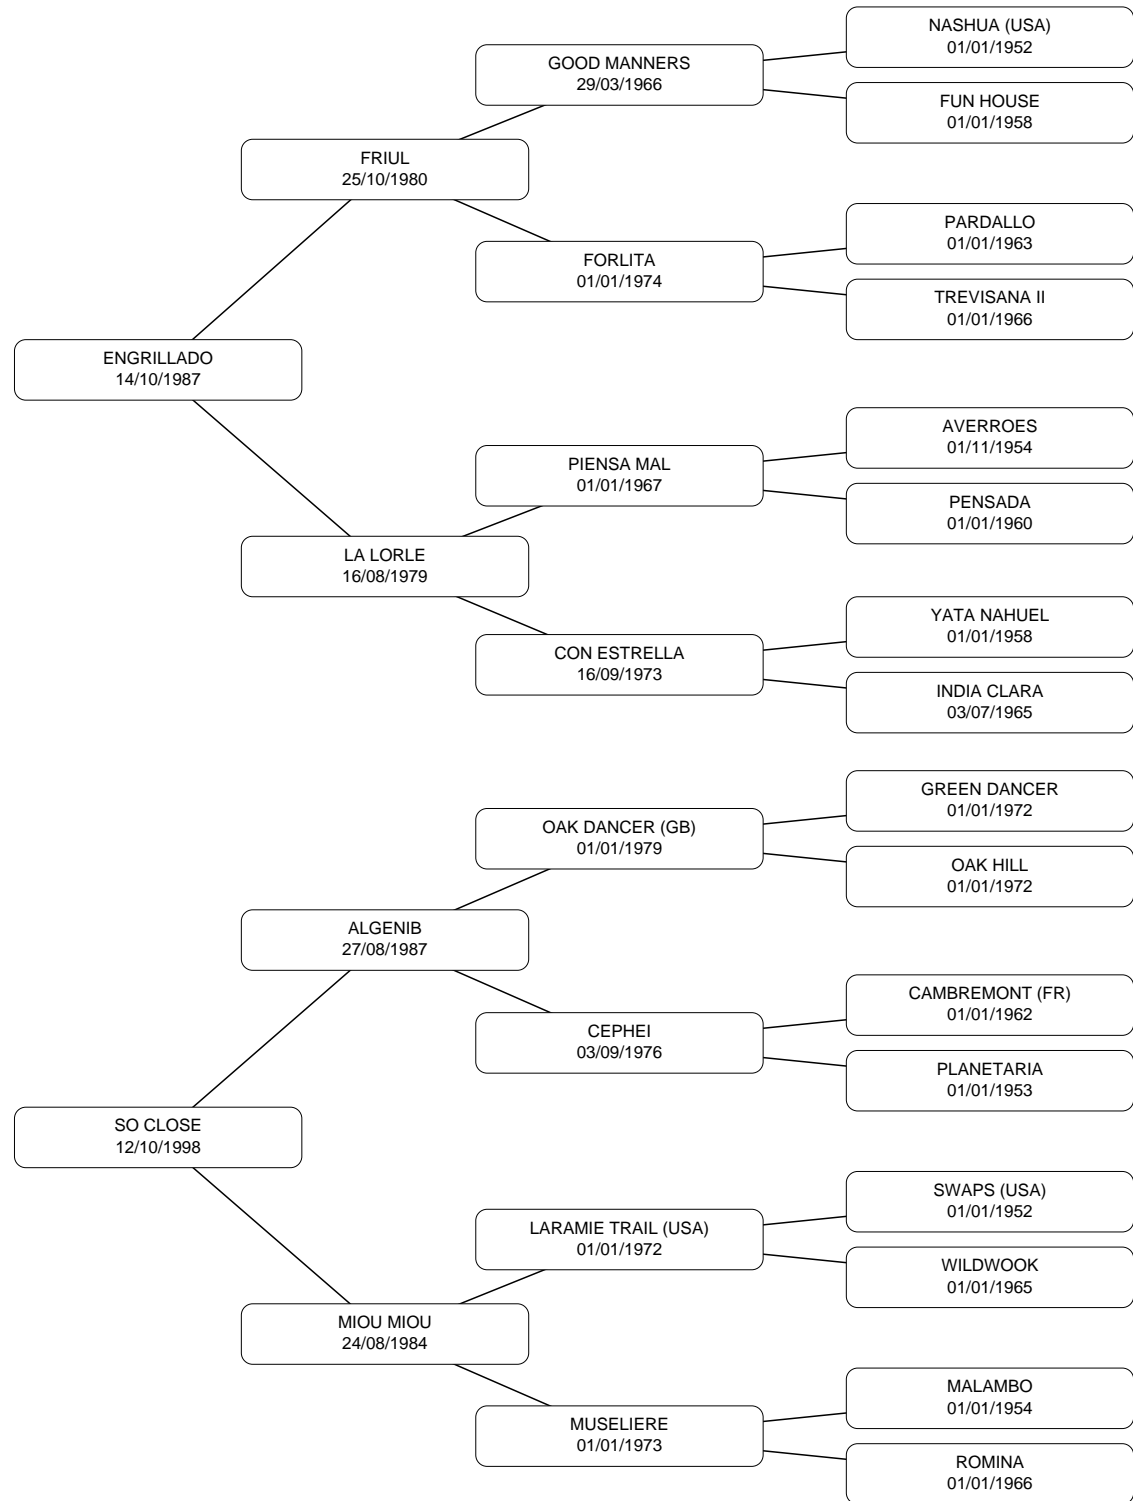 NASHUA (USA)
01/01/1952
GOOD MANNERS
29/03/1966
FUN HOUSE
01/01/1958
FRIUL
25/10/1980
PARDALLO
01/01/1963
FORLITA
01/01/1974
TREVISANA II
01/01/1966
ENGRILLADO
14/10/1987
AVERROES
01/11/1954
PIENSA MAL
01/01/1967
PENSADA
01/01/1960
LA LORLE
16/08/1979
YATA NAHUEL
01/01/1958
CON ESTRELLA
16/09/1973
INDIA CLARA
03/07/1965
GREEN DANCER
01/01/1972
OAK DANCER (GB)
01/01/1979
OAK HILL
01/01/1972
ALGENIB
27/08/1987
CAMBREMONT (FR)
01/01/1962
CEPHEI
03/09/1976
PLANETARIA
01/01/1953
SO CLOSE
12/10/1998
SWAPS (USA)
01/01/1952
LARAMIE TRAIL (USA)
01/01/1972
WILDWOOK
01/01/1965
MIOU MIOU
24/08/1984
MALAMBO
01/01/1954
MUSELIERE
01/01/1973
ROMINA
01/01/1966